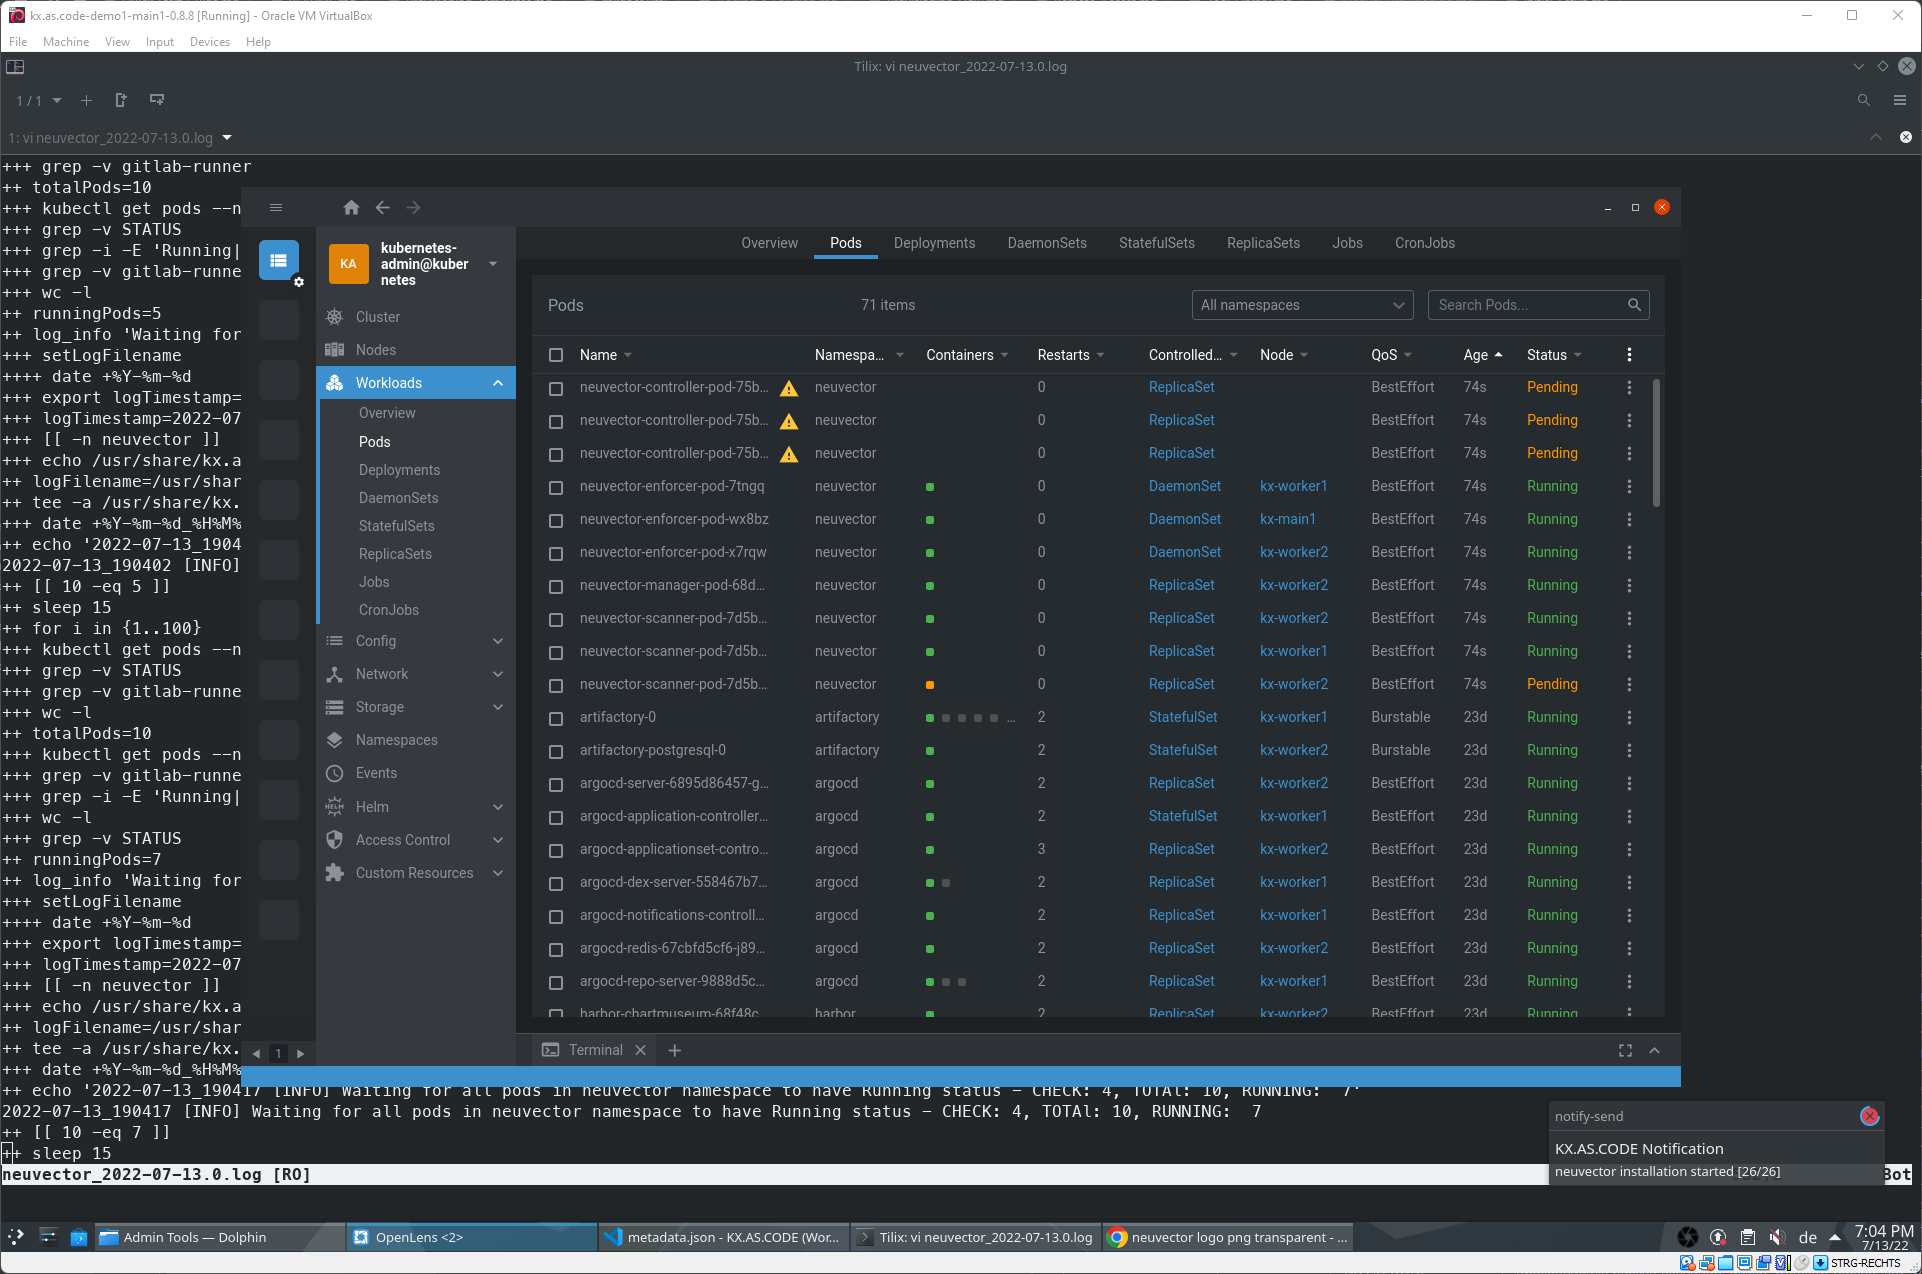 kx.as.code-demo1-main1-0.8.8 [Running] - Oracle VM VirtualBox
File Machine View Input Devices Help
Tilix: vi neuvector_2022-07-13.0.log
1 / 1
1: vi neuvector_2022-07-13.0.log
+++ grep -v gitlab-runner
++ totalPods=10
+++ kubectl get pods --n
+++ grep -v STATUS
+++ grep -i -E 'Running|
+++ grep -v gitlab-runne
+++ wc -l
++ runningPods=5
++ log_info 'Waiting for
+++ setLogFilename
++++ date +%Y-%m-%d
+++ export logTimestamp=
+++ logTimestamp=2022-07
+++ [[ -n neuvector ]]
+++ echo /usr/share/kx.a
++ logFilename=/usr/shar
++ tee -a /usr/share/kx.
+++ date +%Y-%m-%d_%H%M%
++ echo '2022-07-13_1904
2022-07-13_190402 [INFO]
++ [[ 10 -eq 5 ]]
++ sleep 15
++ for i in {1..100}
+++ kubectl get pods --n
+++ grep -v STATUS
+++ grep -v gitlab-runne
+++ wc -l
++ totalPods=10
+++ kubectl get pods --n
+++ grep -v gitlab-runne
+++ grep -i -E 'Running|
+++ wc -l
+++ grep -v STATUS
++ runningPods=7
++ log_info 'Waiting for
+++ setLogFilename
++++ date +%Y-%m-%d
+++ export logTimestamp=
+++ logTimestamp=2022-07
+++ [[ -n neuvector ]]
+++ echo /usr/share/kx.a
++ logFilename=/usr/shar
++ tee -a /usr/share/kx.
+++ date +%Y-%m-%d_%H%M%
++ echo '2022-07-13_190417 [INFO] Waiting for all pods in neuvector namespace to have Running status - CHECK: 4, TOTAl: 10, RUNNING:  7'
2022-07-13_190417 [INFO] Waiting for all pods in neuvector namespace to have Running status - CHECK: 4, TOTAl: 10, RUNNING:  7
++ [[ 10 -eq 7 ]]
++ sleep 15
neuvector_2022-07-13.0.log [RO]
Bot
KA
kubernetes-
admin@kuber
netes
Cluster
Nodes
Workloads
Overview
Pods
Deployments
DaemonSets
StatefulSets
ReplicaSets
Jobs
CronJobs
Config
Network
Storage
Namespaces
Events
HELM Helm
Access Control
Custom Resources
1
Overview Pods Deployments DaemonSets StatefulSets ReplicaSets Jobs CronJobs
Pods 71 items All namespaces Search Pods...
Name Namespa... Containers Restarts Controlled... Node QoS Age Status
neuvector-controller-pod-75b... neuvector 0 ReplicaSet BestEffort 74s Pending
neuvector-controller-pod-75b... neuvector 0 ReplicaSet BestEffort 74s Pending
neuvector-controller-pod-75b... neuvector 0 ReplicaSet BestEffort 74s Pending
neuvector-enforcer-pod-7tngq neuvector 0 DaemonSet kx-worker1 BestEffort 74s Running
neuvector-enforcer-pod-wx8bz neuvector 0 DaemonSet kx-main1 BestEffort 74s Running
neuvector-enforcer-pod-x7rqw neuvector 0 DaemonSet kx-worker2 BestEffort 74s Running
neuvector-manager-pod-68d... neuvector 0 ReplicaSet kx-worker2 BestEffort 74s Running
neuvector-scanner-pod-7d5b... neuvector 0 ReplicaSet kx-worker2 BestEffort 74s Running
neuvector-scanner-pod-7d5b... neuvector 0 ReplicaSet kx-worker1 BestEffort 74s Running
neuvector-scanner-pod-7d5b... neuvector 0 ReplicaSet kx-worker2 BestEffort 74s Pending
artifactory-0 artifactory ... 2 StatefulSet kx-worker1 Burstable 23d Running
artifactory-postgresql-0 artifactory 2 StatefulSet kx-worker2 Burstable 23d Running
argocd-server-6895d86457-g... argocd 2 ReplicaSet kx-worker2 BestEffort 23d Running
argocd-application-controller... argocd 2 StatefulSet kx-worker1 BestEffort 23d Running
argocd-applicationset-contro... argocd 3 ReplicaSet kx-worker2 BestEffort 23d Running
argocd-dex-server-558467b7... argocd 2 ReplicaSet kx-worker1 BestEffort 23d Running
argocd-notifications-controll... argocd 2 ReplicaSet kx-worker1 BestEffort 23d Running
argocd-redis-67cbfd5cf6-j89... argocd 2 ReplicaSet kx-worker2 BestEffort 23d Running
argocd-repo-server-9888d5c... argocd 2 ReplicaSet kx-worker1 BestEffort 23d Running
harbor-chartmuseum-68f48c harbor 2 ReplicaSet kx-worker2 BestEffort 23d Running
Terminal
notify-send
KX.AS.CODE Notification
neuvector installation started [26/26]
Admin Tools — Dolphin
OpenLens <2>
metadata.json - KX.AS.CODE (Wor...
Tilix: vi neuvector_2022-07-13.0.log
neuvector logo png transparent - ...
de
7:04 PM
7/13/22
STRG-RECHTS